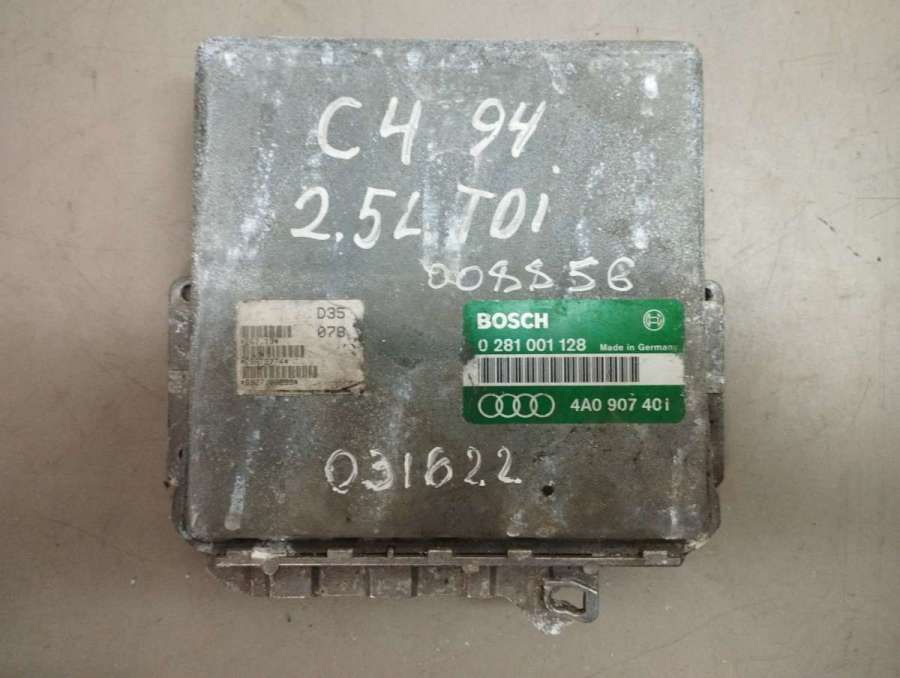 C4 94
2.5L TDi
008856
D35
07B
BOSCH
0 281 001 128 Made in Germany
4A0 907 401
031622